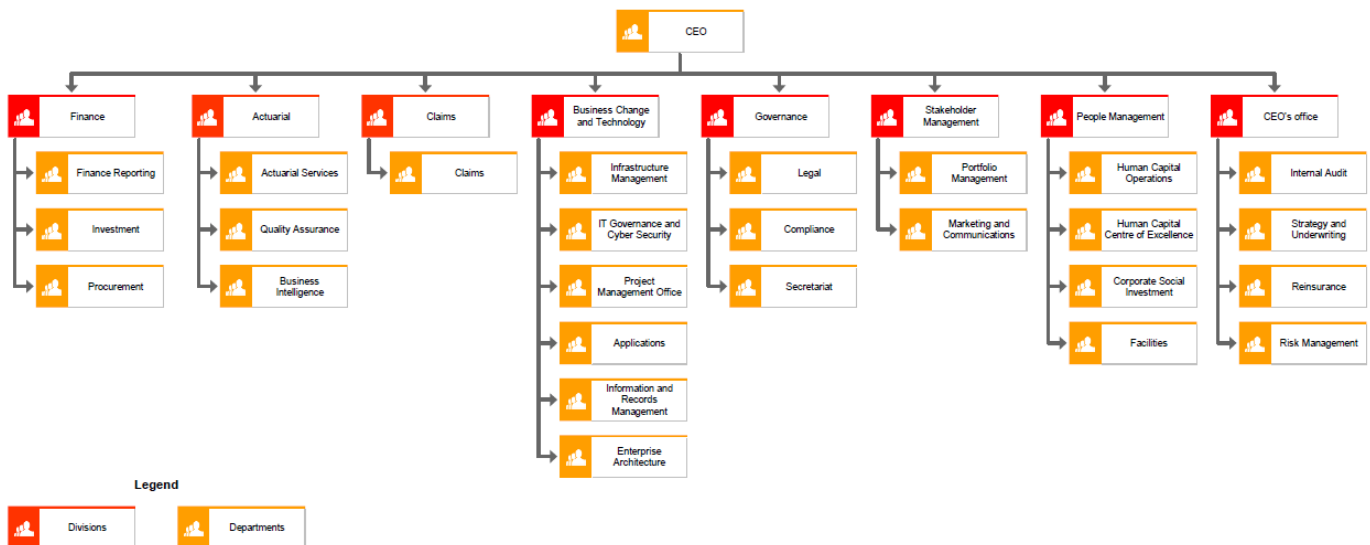 CEO
Finance
Actuarial
Claims
Business Change
and Technology
Governance
Stakeholder
Management
People Management
CEO's office
Finance Reporting
Investment
Procurement
Actuarial Services
Quality Assurance
Business
Intelligence
Claims
Infrastructure
Management
IT Governance and
Cyber Security
Project
Management Office
Applications
Information and
Records
Management
Enterprise
Architecture
Legal
Compliance
Secretariat
Portfolio
Management
Marketing and
Communications
Human Capital
Operations
Human Capital
Centre of Excellence
Corporate Social
Investment
Facilities
Internal Audit
Strategy and
Underwriting
Reinsurance
Risk Management
Legend
Divisions
Departments